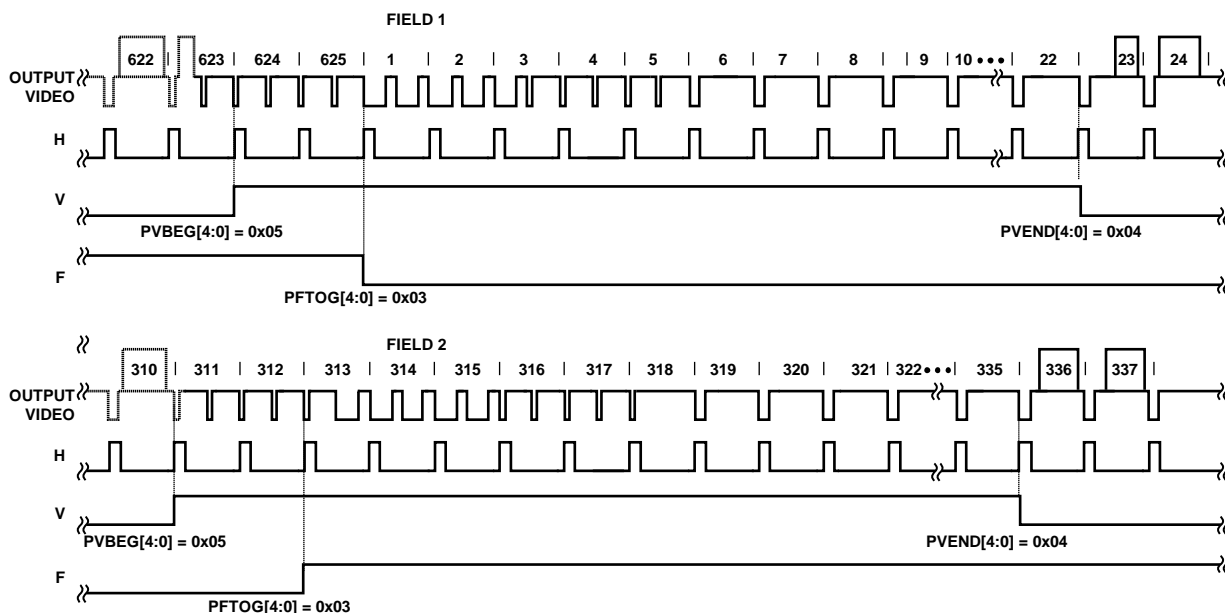 FIELD 1
622 623 624 625 1 2 3 4 5 6 7 8 9 10 ••• 22 23 24
OUTPUT
VIDEO
H
V
PVBEG[4:0] = 0x05 PVEND[4:0] = 0x04
F
PFTOG[4:0] = 0x03
FIELD 2
310 311 312 313 314 315 316 317 318 319 320 321 322 ••• 335 336 337
OUTPUT
VIDEO
H
V
PVBEG[4:0] = 0x05 PVEND[4:0] = 0x04
F
PFTOG[4:0] = 0x03